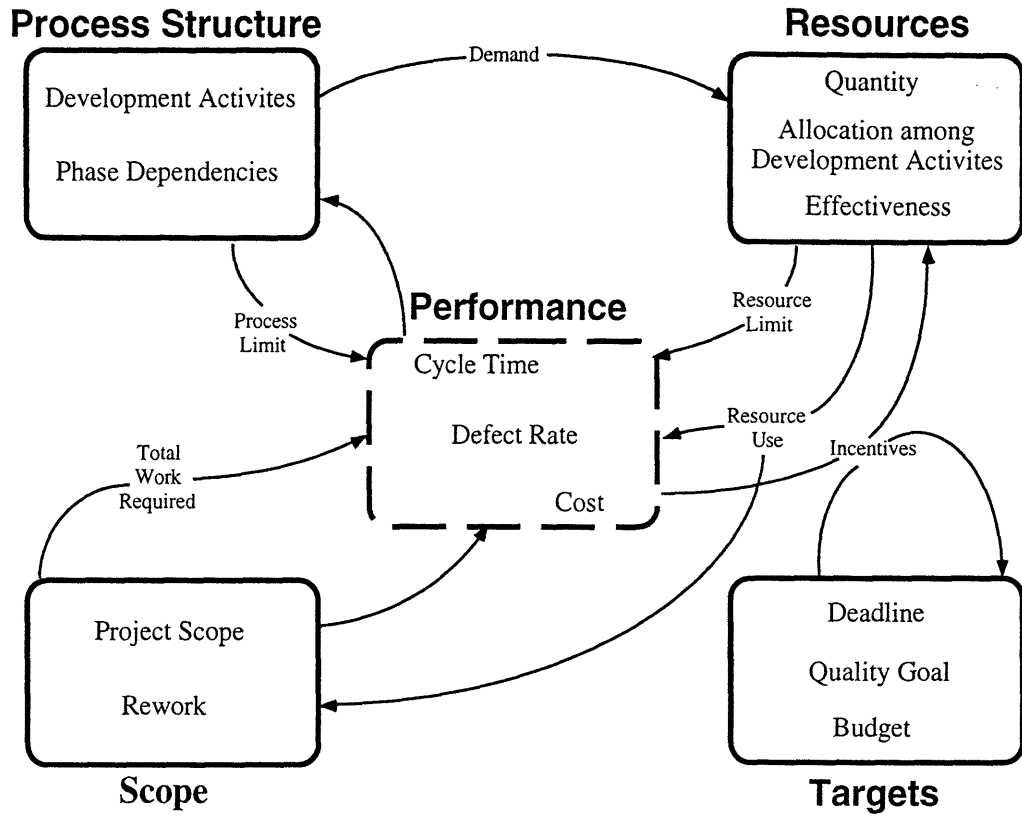 Process Structure
Development Activites
Phase Dependencies
Demand
Resources
Quantity
Allocation among
Development Activites
Effectiveness
Process
Limit
Performance
Cycle Time
Defect Rate
Cost
Resource
Limit
Resource
Use
Incentives
Total
Work
Required
Project Scope
Rework
Scope
Deadline
Quality Goal
Budget
Targets